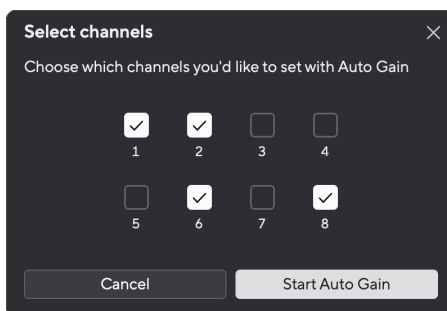 Select channels
Choose which channels you'd like to set with Auto Gain
1 2 3 4
5 6 7 8
Cancel Start Auto Gain